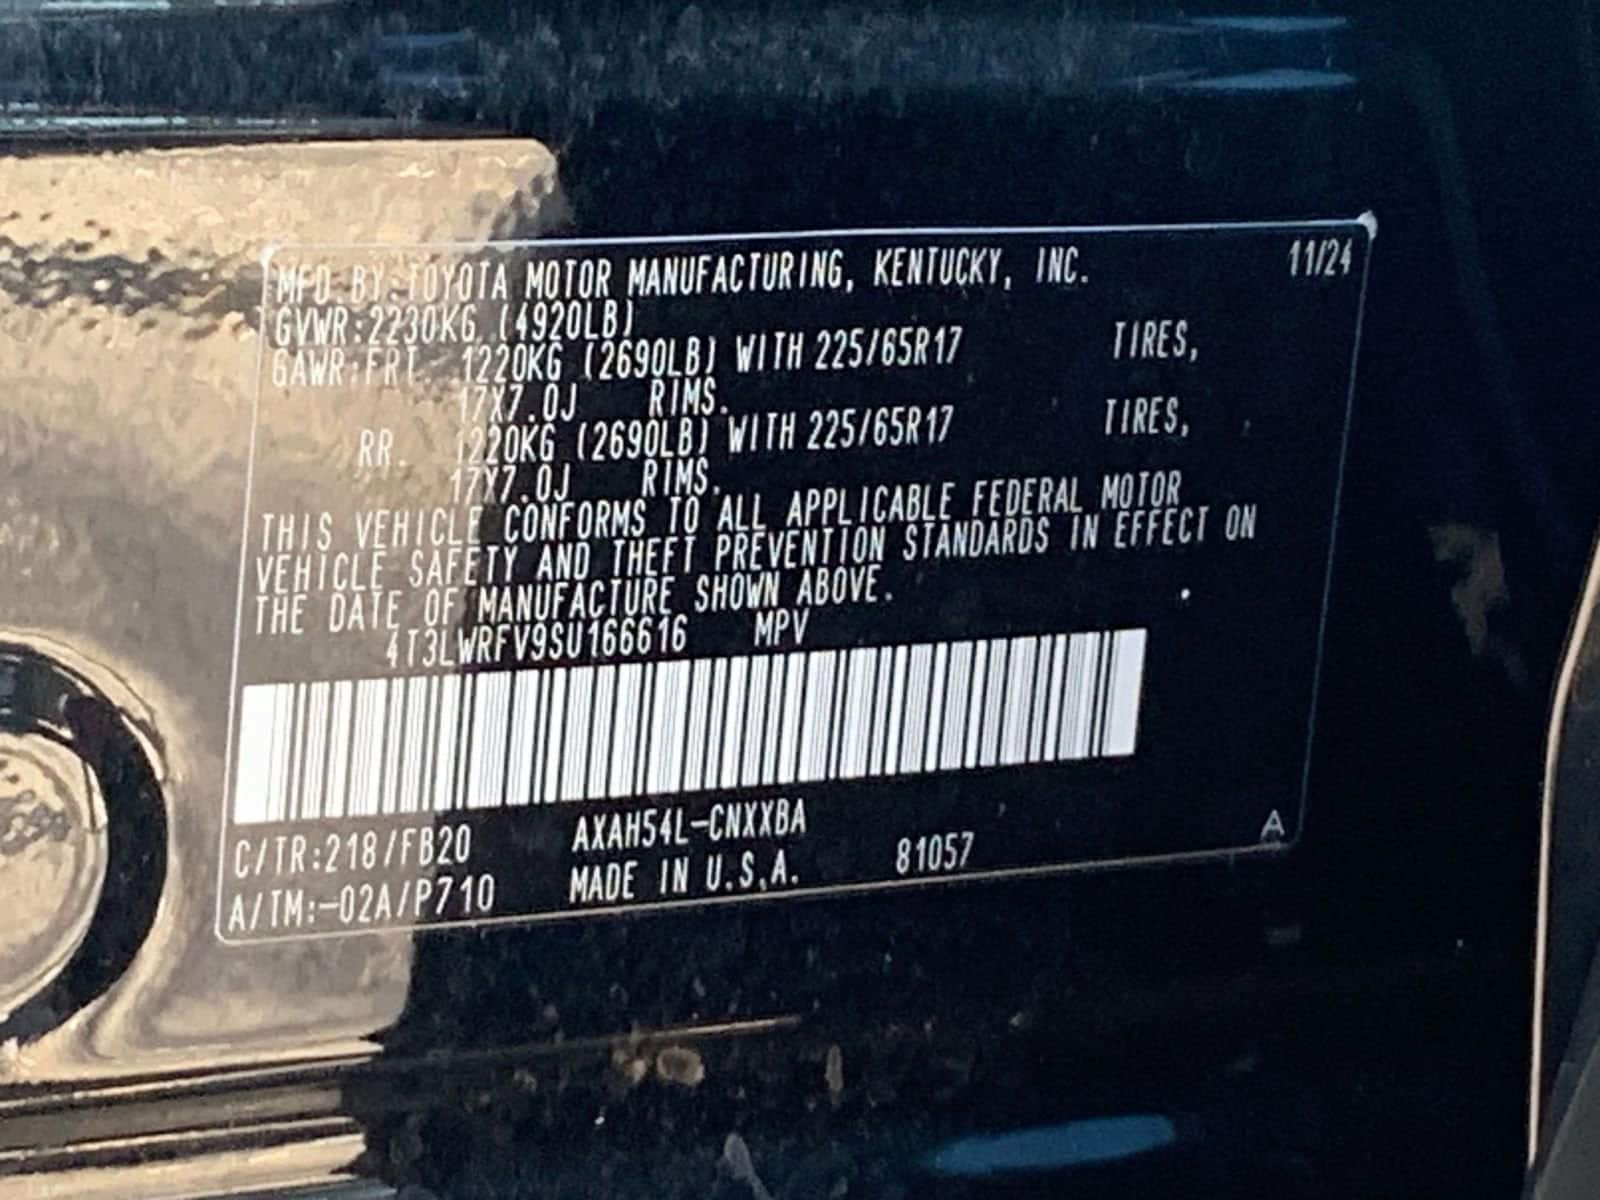 MFD BY:TOYOTA MOTOR MANUFACTURING, KENTUCKY, INC. 11/24
GVWR:2230KG (4920LB)
GAWR:FRT. 1220KG (2690LB) WITH 225/65R17 TIRES,
17X7.0J RIMS.
RR. 1220KG (2690LB) WITH 225/65R17 TIRES,
17X7.0J RIMS.
THIS VEHICLE CONFORMS TO ALL APPLICABLE FEDERAL MOTOR
VEHICLE SAFETY AND THEFT PREVENTION STANDARDS IN EFFECT ON
THE DATE OF MANUFACTURE SHOWN ABOVE.
4T3LWRFV9SU166616 MPV
C/TR:218/FB20 AXAH54L-CNXXBA
A/TM:-02A/P710 MADE IN U.S.A. 81057 A